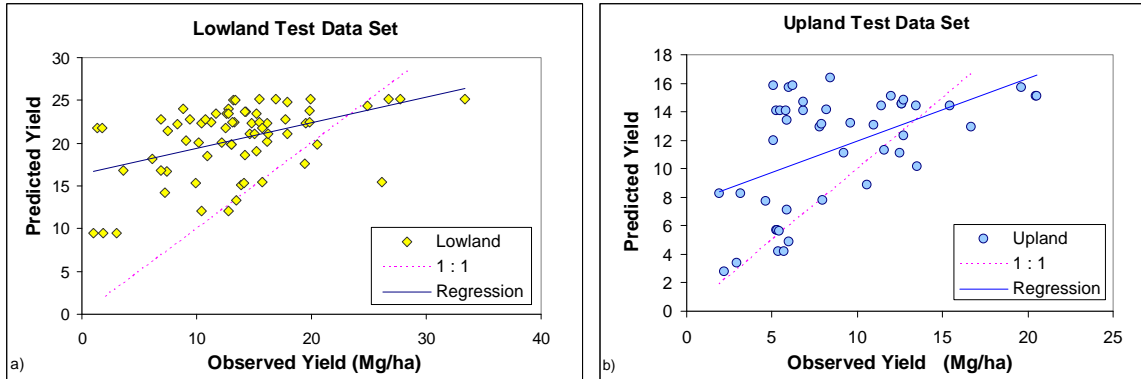 Lowland Test Data Set
Predicted Yield
30
25
20
15
10
5
0
0 10 20 30 40
Lowland
1 : 1
Regression
Observed Yield (Mg/ha)
a)
Upland Test Data Set
Predicted Yield
18
16
14
12
10
8
6
4
2
0
0 5 10 15 20 25
Upland
1 : 1
Regression
Observed Yield (Mg/ha)
b)